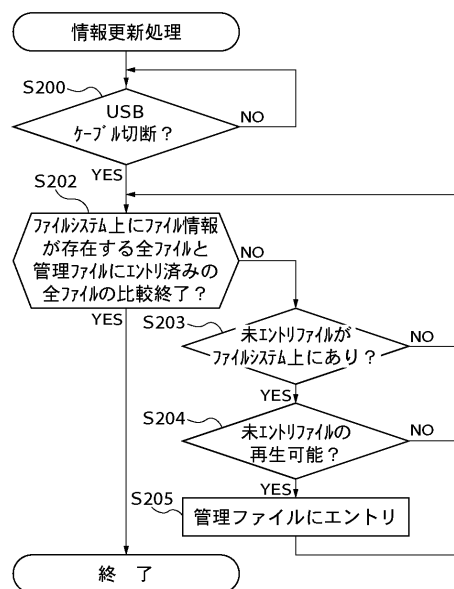 情報更新処理
S200
USB
ケーブル切断？
NO
YES
S202
ファイルシステム上にファイル情報
が存在する全ファイルと
管理ファイルにエントリ済みの
全ファイルの比較終了？
NO
YES
S203
未エントリファイルが
ファイルシステム上にあり？
NO
YES
S204
未エントリファイルの
再生可能？
NO
YES
S205
管理ファイルにエントリ
終　了